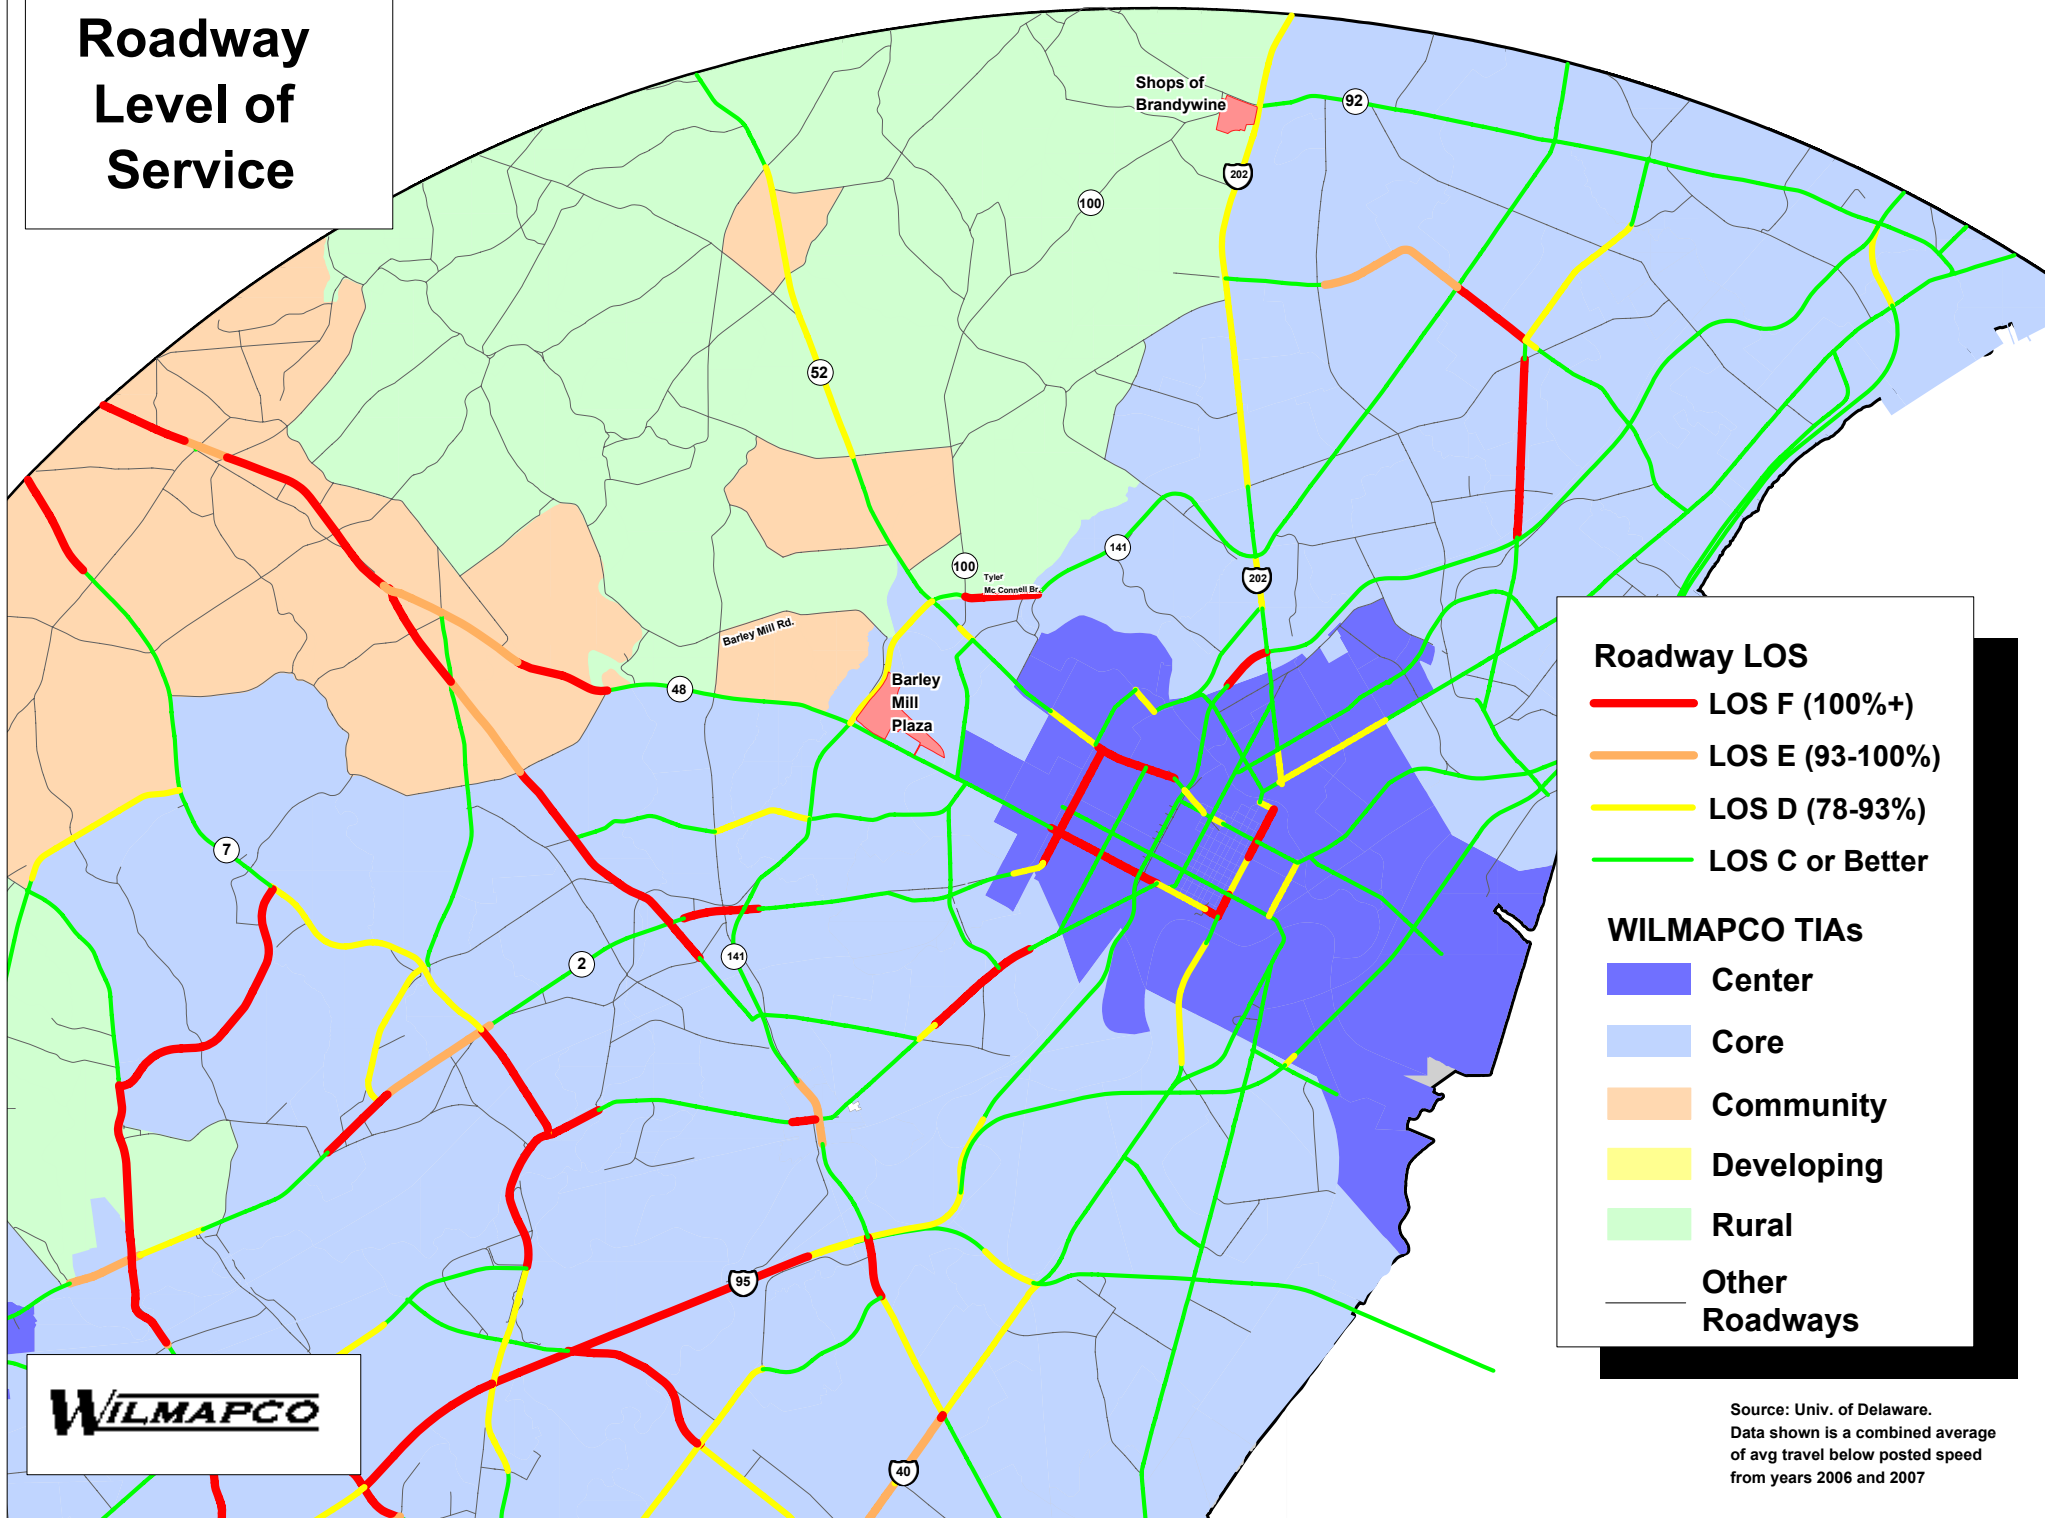 Roadway
Level of
Service
Shops of
Brandywine
92
202
100
52
100
Tyler
Mc Connell Br.
141
202
Barley Mill Rd.
48
Barley
Mill
Plaza
7
2
141
95
40
Roadway LOS
LOS F (100%+)
LOS E (93-100%)
LOS D (78-93%)
LOS C or Better
WILMAPCO TIAs
Center
Core
Community
Developing
Rural
Other
Roadways
WILMAPCO
Source: Univ. of Delaware.
Data shown is a combined average
of avg travel below posted speed
from years 2006 and 2007